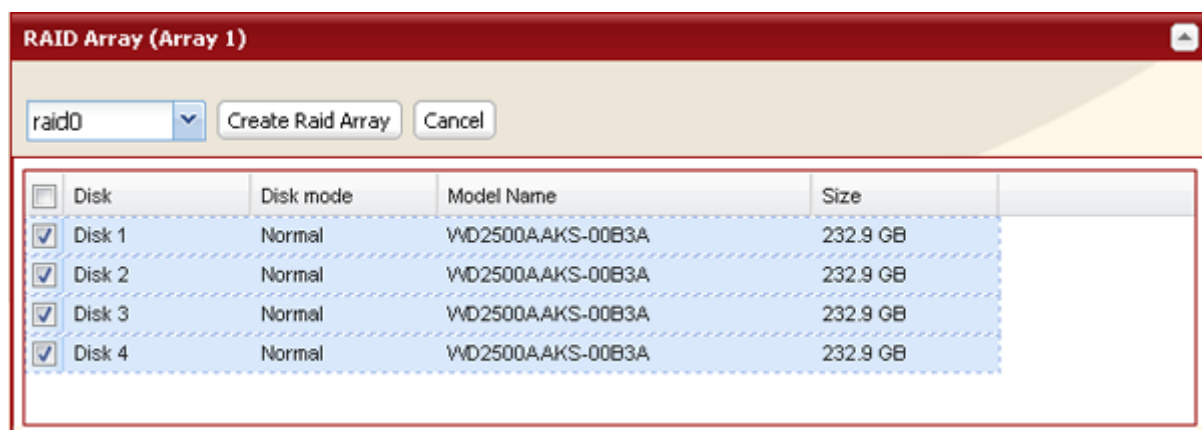 RAID Array (Array 1)
raid0 Create Raid Array Cancel
Disk Disk mode Model Name Size
Disk 1 Normal WD2500AAKS-00B3A 232.9 GB
Disk 2 Normal WD2500AAKS-00B3A 232.9 GB
Disk 3 Normal WD2500AAKS-00B3A 232.9 GB
Disk 4 Normal WD2500AAKS-00B3A 232.9 GB